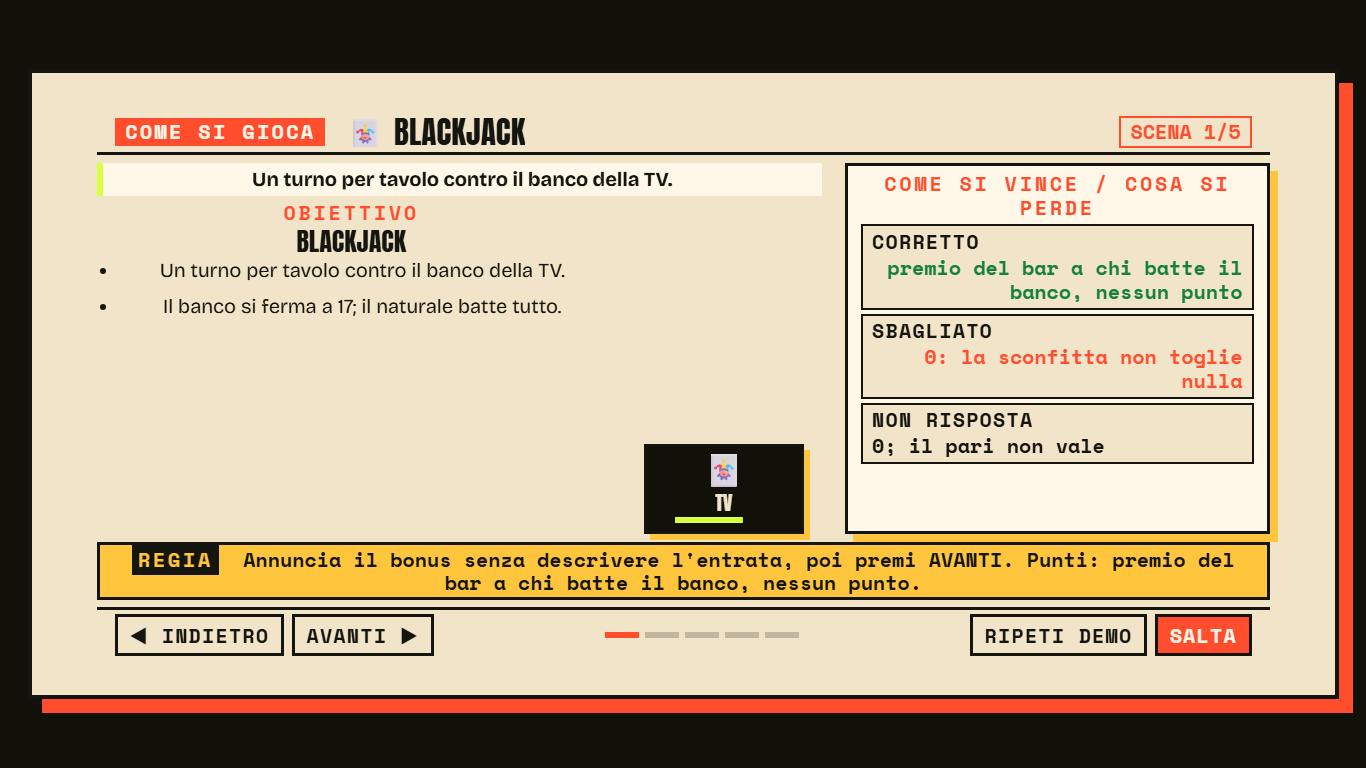 COME SI GIOCA
BLACKJACK
SCENA 1/5
Un turno per tavolo contro il banco della TV.
OBIETTIVO
BLACKJACK
• Un turno per tavolo contro il banco della TV.
• Il banco si ferma a 17; il naturale batte tutto.
TV
COME SI VINCE / COSA SI
PERDE
CORRETTO
premio del bar a chi batte il
banco, nessun punto
SBAGLIATO
0: la sconfitta non toglie
nulla
NON RISPOSTA
0; il pari non vale
REGIA Annuncia il bonus senza descrivere l'entrata, poi premi AVANTI. Punti: premio del
bar a chi batte il banco, nessun punto.
◀ INDIETRO
AVANTI ▶
RIPETI DEMO
SALTA